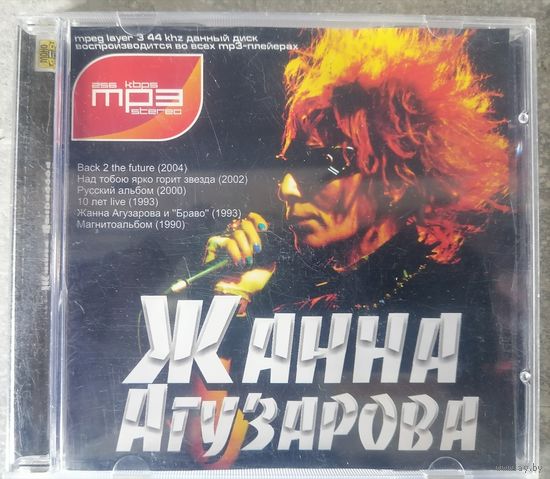 mpeg layer 3 44 khz данный диск
воспроизводится во всех mp3-плейерах
256 kbps
mp3
stereo
Back 2 the future (2004)
Над тобою ярко горит звезда (2002)
Русский альбом (2000)
10 лет live (1993)
Жанна Агузарова и "Браво" (1993)
Магнитоальбом (1990)
Жанна
Агузарова